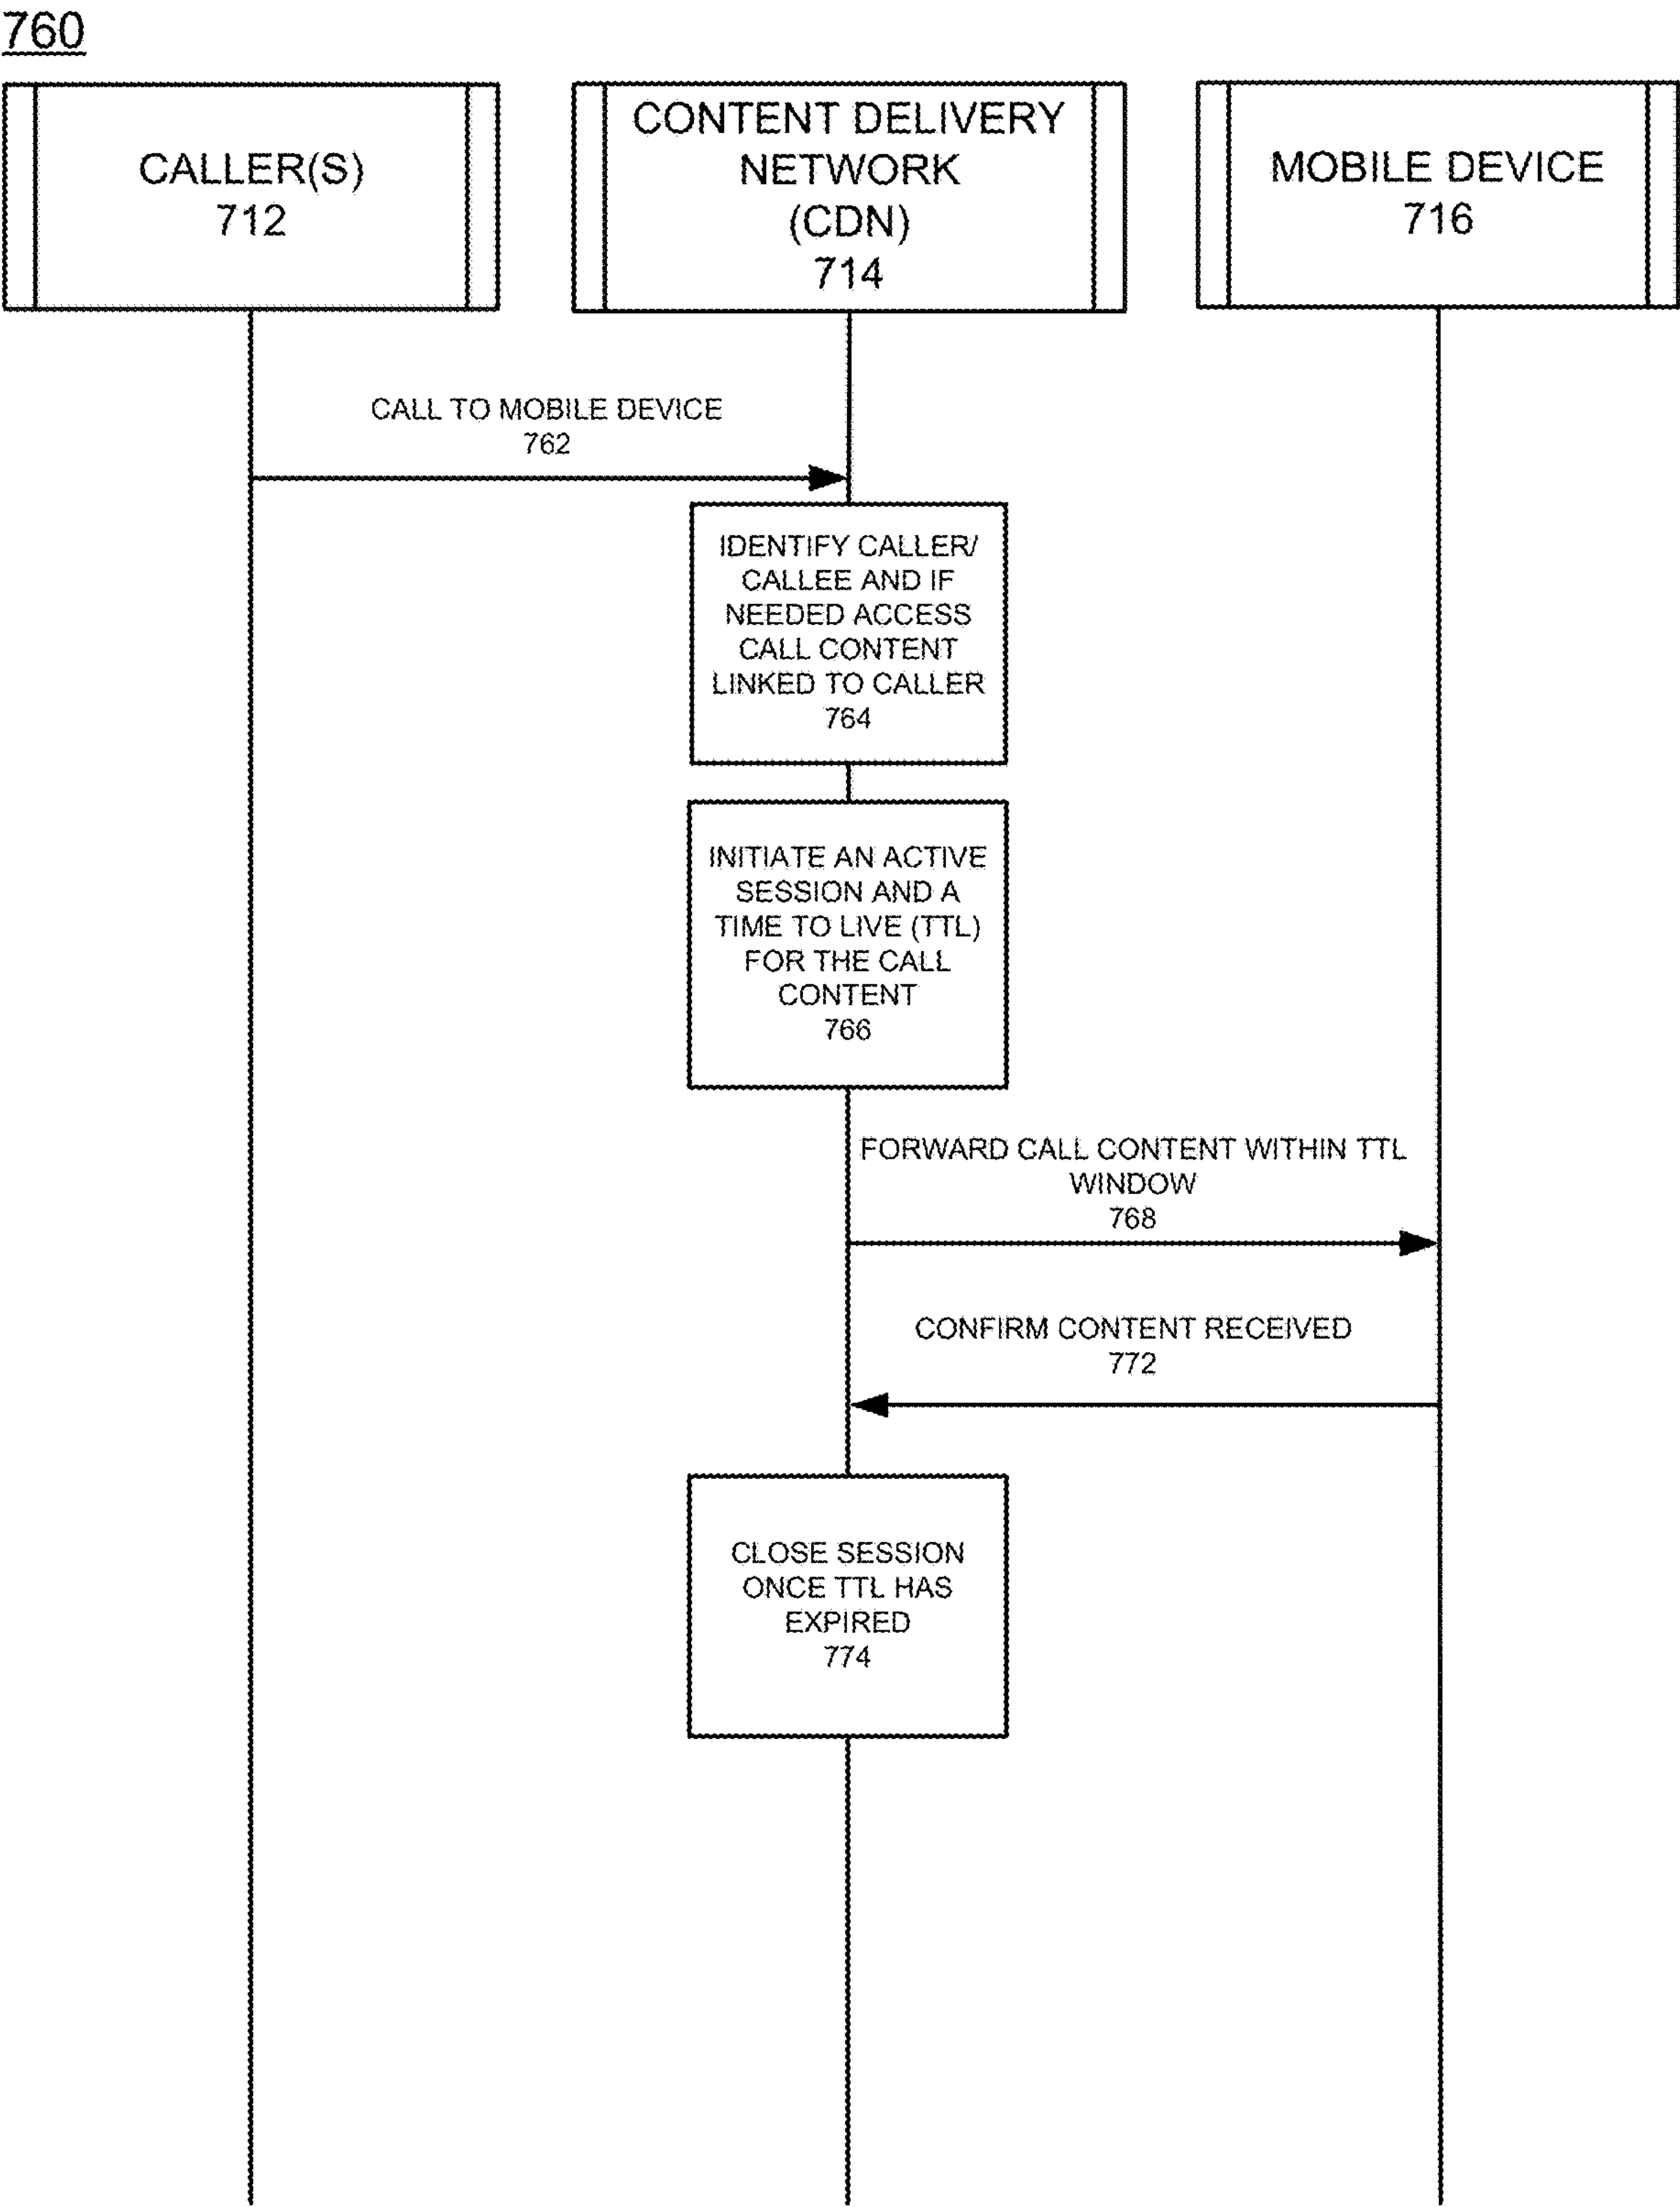 760
CALLER(S)
712
CONTENT DELIVERY
NETWORK
(CDN)
714
MOBILE DEVICE
716
CALL TO MOBILE DEVICE
762
IDENTIFY CALLER/
CALLEE AND IF
NEEDED ACCESS
CALL CONTENT
LINKED TO CALLER
764
INITIATE AN ACTIVE
SESSION AND A
TIME TO LIVE (TTL)
FOR THE CALL
CONTENT
766
FORWARD CALL CONTENT WITHIN TTL
WINDOW
768
CONFIRM CONTENT RECEIVED
772
CLOSE SESSION
ONCE TTL HAS
EXPIRED
774